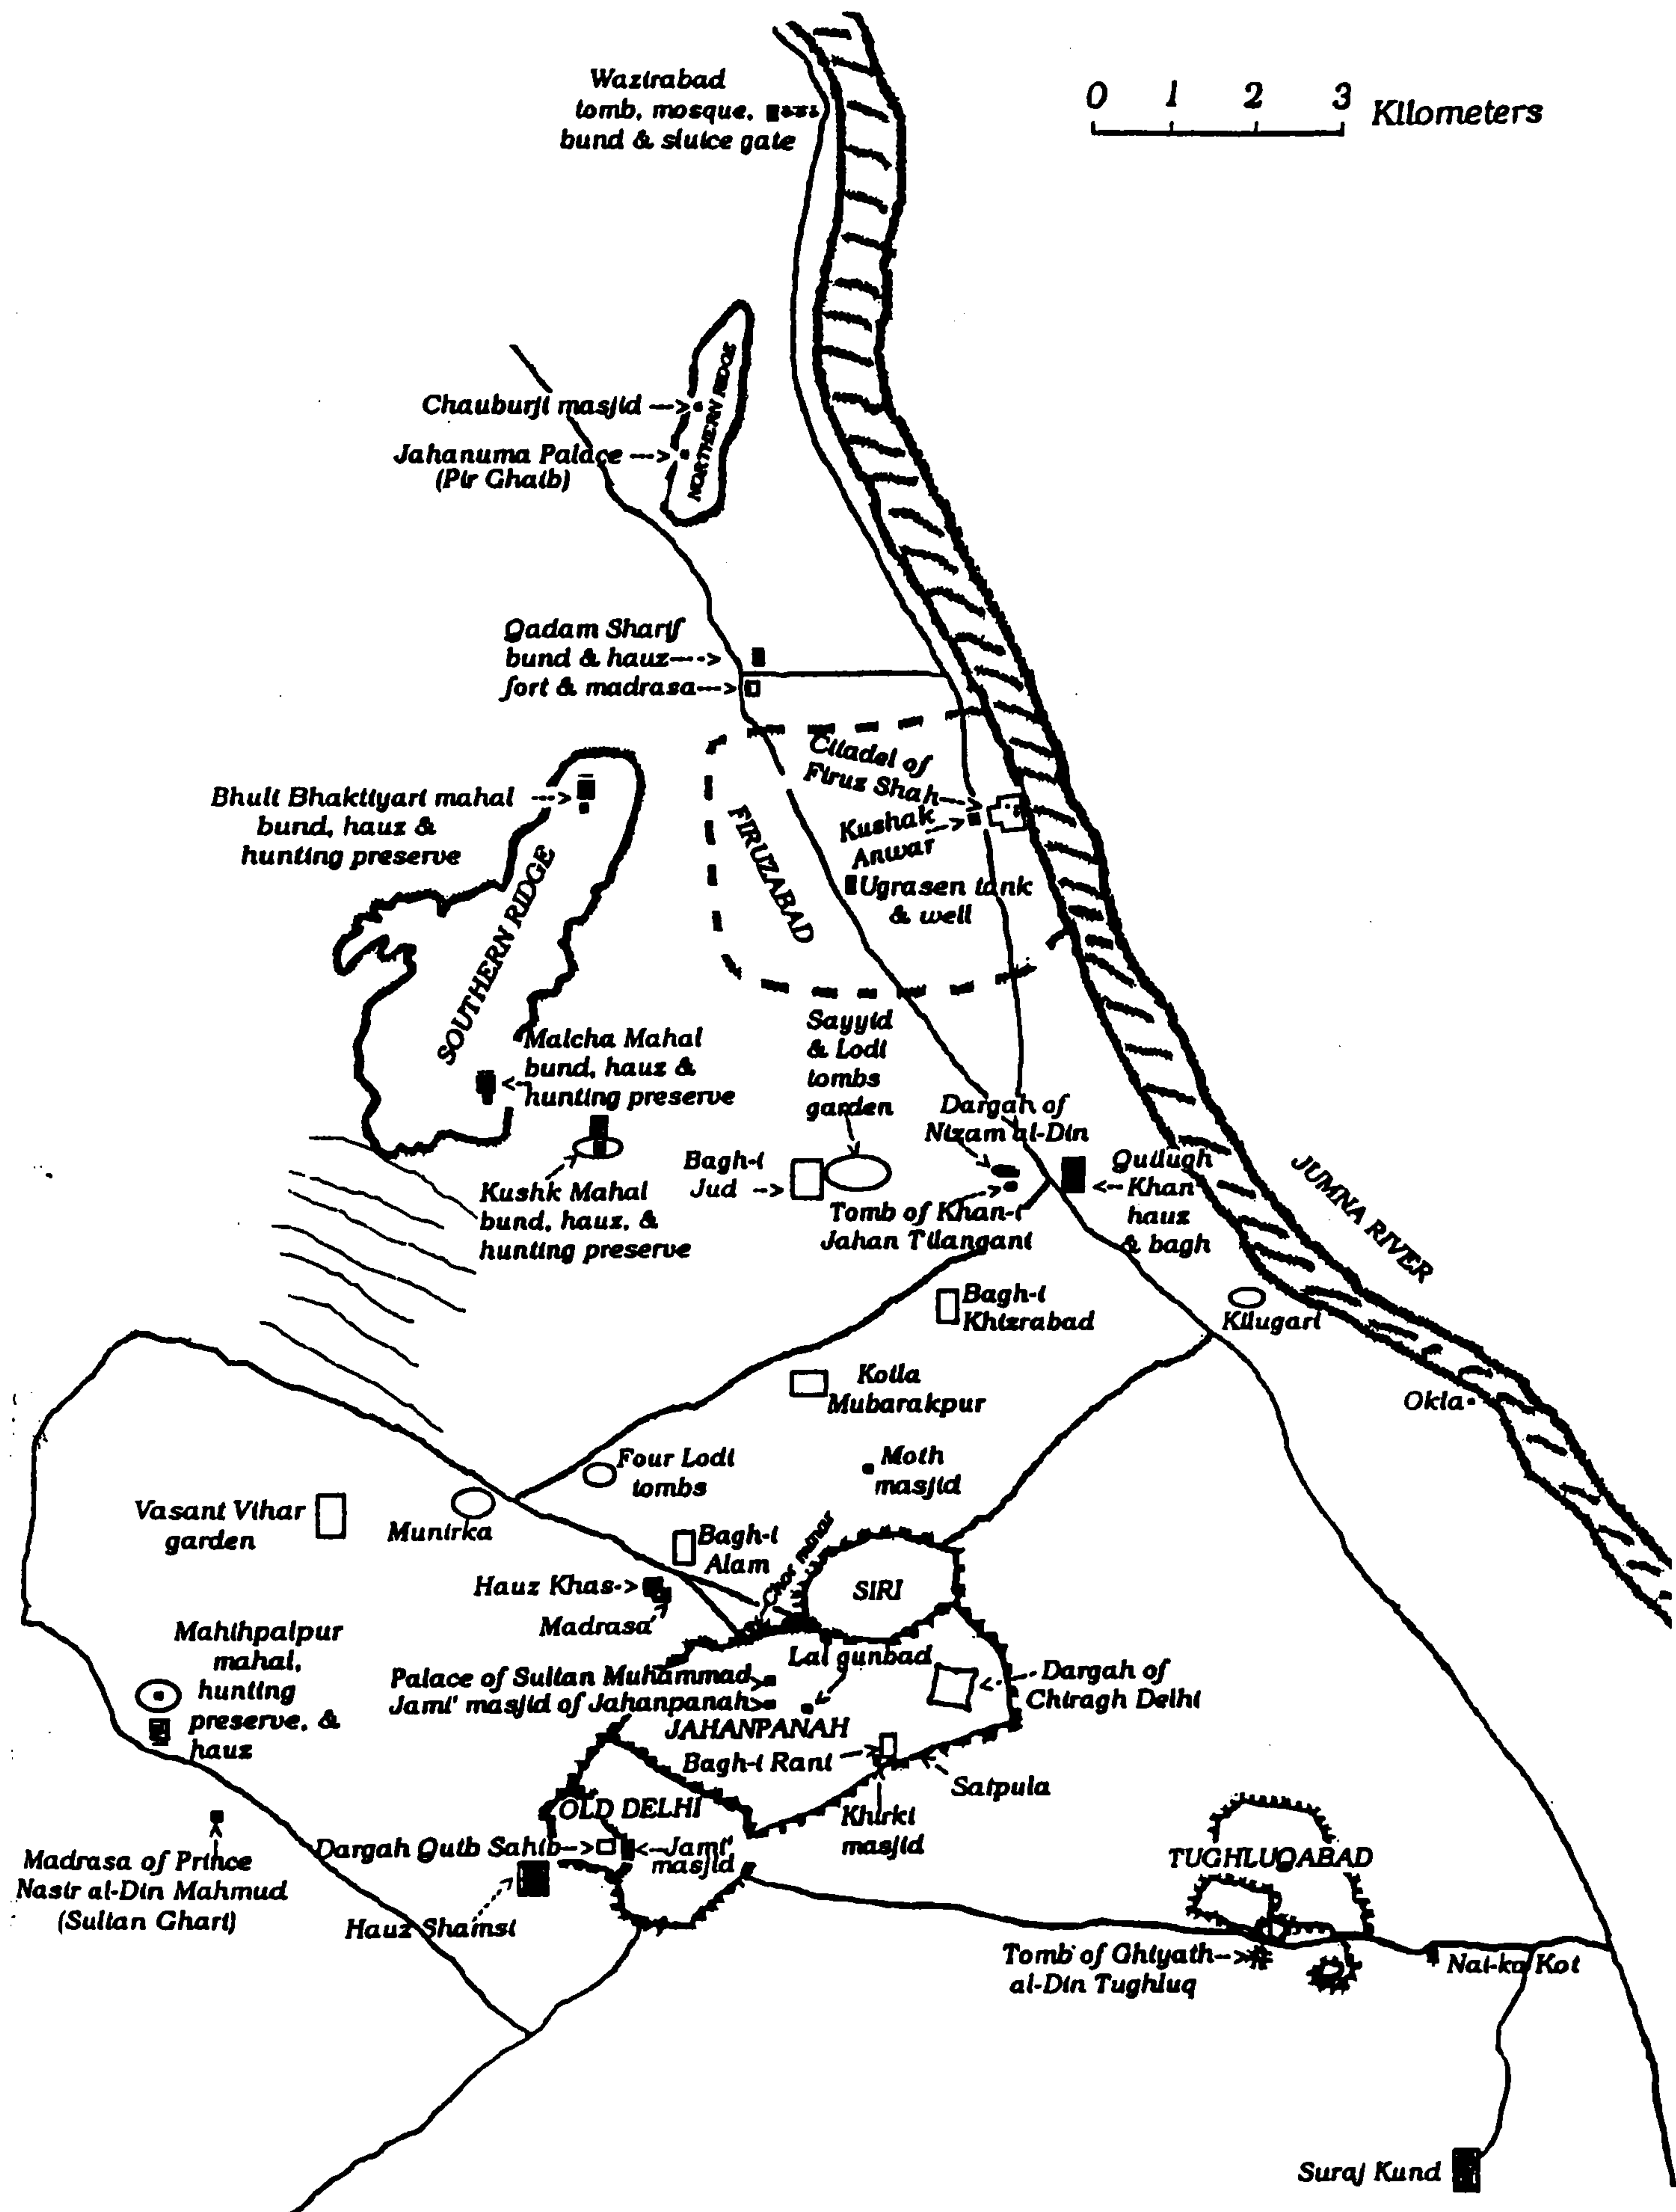 Wazirabad
tomb, mosque,
bund & sluice gate
0 1 2 3 Kilometers
Chauburji masjid
Jahanuma Palace
(Pir Ghaib)
NORTHERN RIDGE
Qadam Sharif
bund & hauz
fort & madrasa
Citadel of
Firuz Shah
Kushak
Anwar
Ugrasen tank
& well
FIRUZABAD
Bhuli Bhaktiyari mahal
bund, hauz &
hunting preserve
SOUTHERN RIDGE
Malcha Mahal
bund, hauz &
hunting preserve
Sayyid
& Lodi
tombs
garden
Dargah of
Nizam al-Din
Kushk Mahal
bund, hauz, &
hunting preserve
Bagh-i
Jud
Tomb of Khan-i
Jahan Tilangani
Qutlugh
Khan
hauz
& bagh
JUMNA RIVER
Bagh-i
Khizrabad
Kilugari
Kotla
Mubarakpur
Okla
Four Lodi
tombs
Moth
masjid
Vasant Vihar
garden
Munirka
Bagh-i
Alam
Chor minar
SIRI
Hauz Khas
Madrasa
Mahihpalpur
mahal,
hunting
preserve, &
hauz
Lal gunbad
Palace of Sultan Muhammad
Jami' masjid of Jahanpanah
JAHANPANAH
Dargah of
Chiragh Delhi
Bagh-i Rani
Satpula
Khirki
masjid
OLD DELHI
Dargah Qutb Sahib
Jami'
masjid
Hauz Shamsi
Madrasa of Prince
Nasir al-Din Mahmud
(Sultan Ghari)
TUGHLUQABAD
Tomb of Ghiyath
al-Din Tughluq
Nai-ka Kot
Suraj Kund